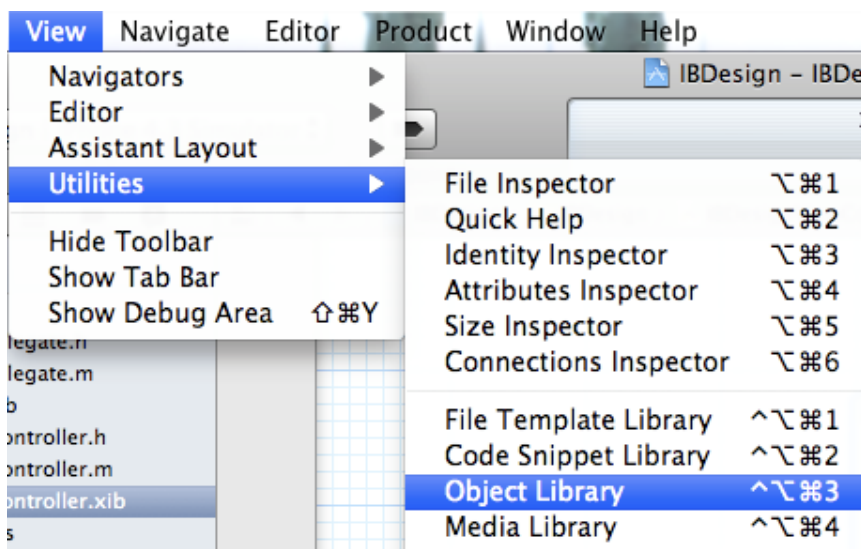 View Navigate Editor Product Window Help
IBDesign – IBDe
Navigators ▶
Editor ▶
Assistant Layout ▶
Utilities ▶
Hide Toolbar
Show Tab Bar
Show Debug Area ⇧⌘Y
File Inspector ⌥⌘1
Quick Help ⌥⌘2
Identity Inspector ⌥⌘3
Attributes Inspector ⌥⌘4
Size Inspector ⌥⌘5
Connections Inspector ⌥⌘6
File Template Library ^⌥⌘1
Code Snippet Library ^⌥⌘2
Object Library ^⌥⌘3
Media Library ^⌥⌘4
legate.h
legate.m
b
ontroller.h
ontroller.m
ontroller.xib
s